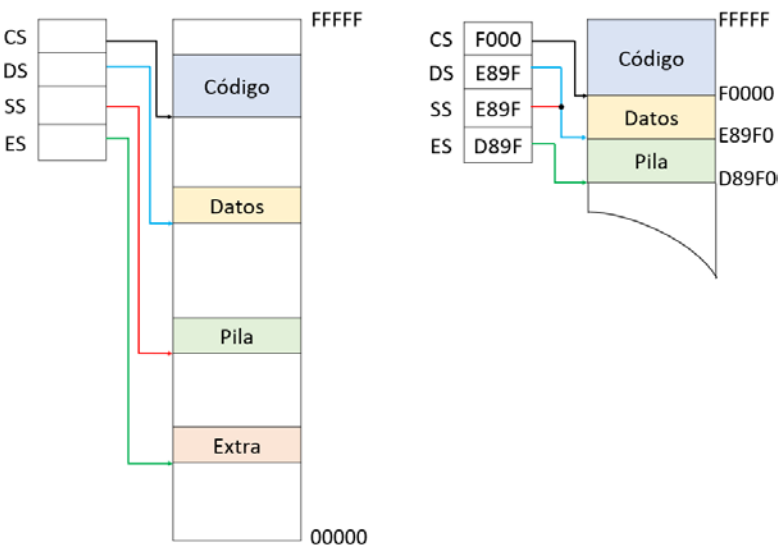 FFFFF
CS
DS
SS
ES
Código
Datos
Pila
Extra
00000
FFFFF
CS F000
DS E89F
SS E89F
ES D89F
Código
F0000
Datos
E89F0
Pila
D89F0